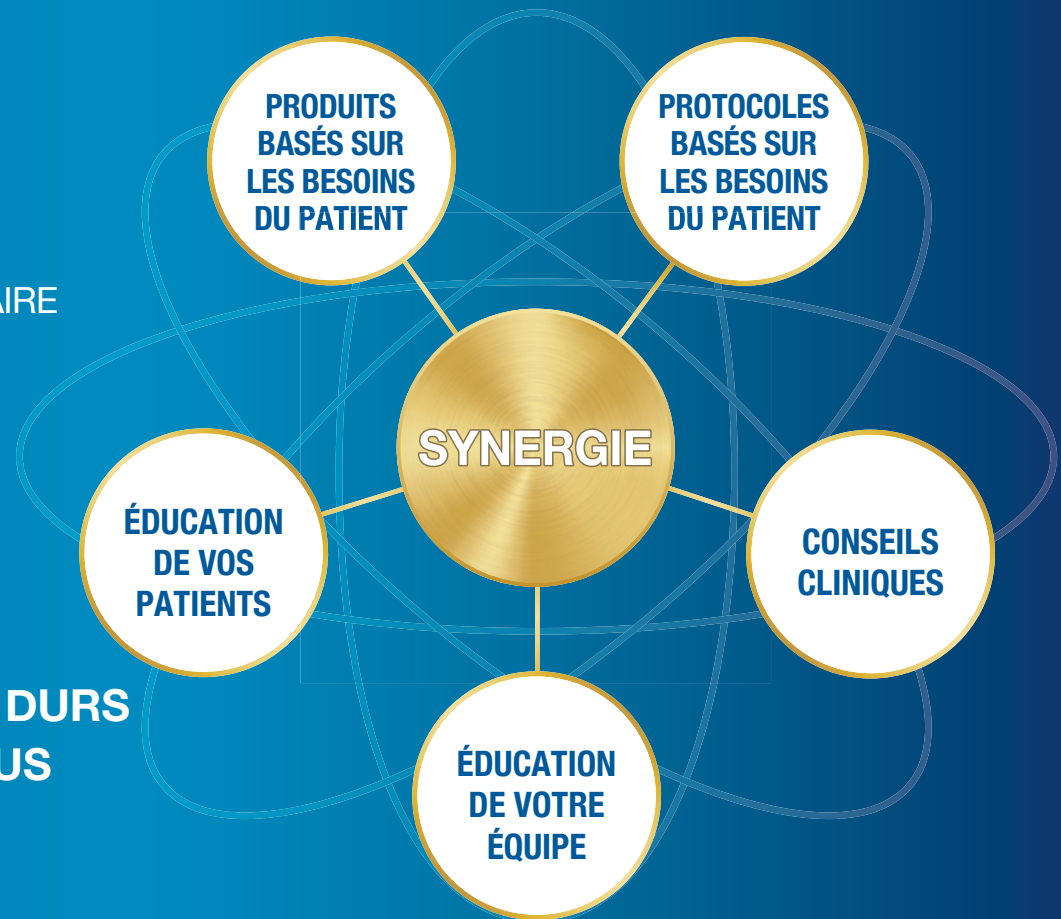 PRODUITS
BASÉS SUR
LES BESOINS
DU PATIENT
PROTOCOLES
BASÉS SUR
LES BESOINS
DU PATIENT
AIRE
SYNERGIE
ÉDUCATION
DE VOS
PATIENTS
CONSEILS
CLINIQUES
DURS
US
ÉDUCATION
DE VOTRE
ÉQUIPE